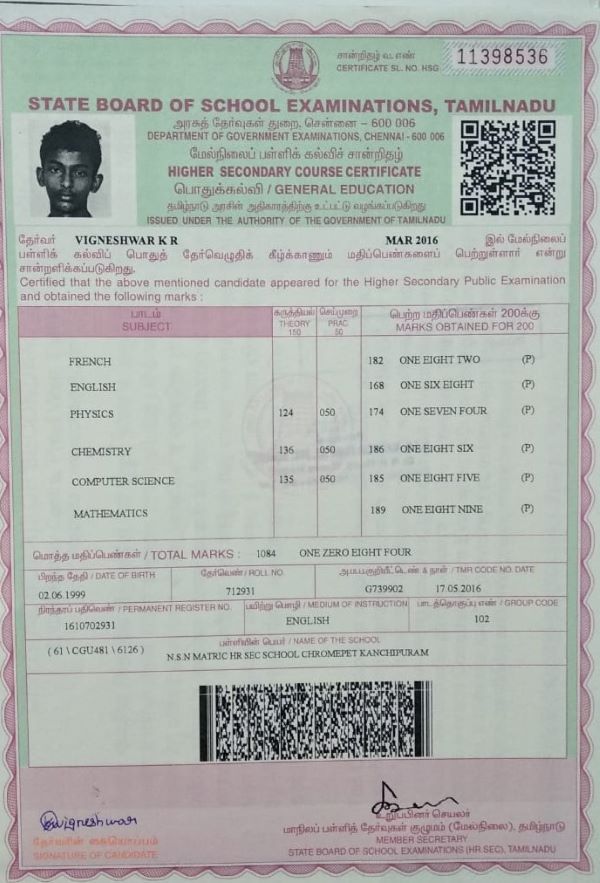 சான்றிதழ் வ. எண்
CERTIFICATE SL. NO. HSG 11398536
STATE BOARD OF SCHOOL EXAMINATIONS, TAMILNADU
அரசுத் தேர்வுகள் துறை, சென்னை – 600 006
DEPARTMENT OF GOVERNMENT EXAMINATIONS, CHENNAI - 600 006
மேல்நிலைப் பள்ளிக் கல்விச் சான்றிதழ்
HIGHER SECONDARY COURSE CERTIFICATE
பொதுக்கல்வி / GENERAL EDUCATION
தமிழ்நாடு அரசின் அதிகாரத்திற்கு உட்பட்டு வழங்கப்படுகிறது
ISSUED UNDER THE AUTHORITY OF THE GOVERNMENT OF TAMILNADU
தேர்வர் VIGNESHWAR K R MAR 2016 இல் மேல்நிலைப்
பள்ளிக் கல்விப் பொதுத் தேர்வெழுதிக் கீழ்க்காணும் மதிப்பெண்களைப் பெற்றுள்ளார் என்று
சான்றளிக்கப்படுகிறது.
Certified that the above mentioned candidate appeared for the Higher Secondary Public Examination
and obtained the following marks :
பாடம் கருத்தியல் செய்முறை பெற்ற மதிப்பெண்கள் 200க்கு
SUBJECT THEORY 150 PRAC. 50 MARKS OBTAINED FOR 200
FRENCH 182 ONE EIGHT TWO (P)
ENGLISH 168 ONE SIX EIGHT (P)
PHYSICS 124 050 174 ONE SEVEN FOUR (P)
CHEMISTRY 136 050 186 ONE EIGHT SIX (P)
COMPUTER SCIENCE 135 050 185 ONE EIGHT FIVE (P)
MATHEMATICS 189 ONE EIGHT NINE (P)
மொத்த மதிப்பெண்கள் / TOTAL MARKS : 1084 ONE ZERO EIGHT FOUR
பிறந்த தேதி / DATE OF BIRTH தேர்வெண் / ROLL NO. & நாள் / TMR CODE NO. DATE
02.06.1999 712931 G739902 17.05.2016
நிரந்தரப் பதிவெண் / PERMANENT REGISTER NO. பயிற்று மொழி / MEDIUM OF INSTRUCTION பாடத்தொகுப்பு எண் / GROUP CODE
1610702931 ENGLISH 102
பள்ளியின் பெயர் / NAME OF THE SCHOOL
( 61 \ CGU481 \ 6126 ) N.S.N MATRIC HR SEC SCHOOL CHROMEPET KANCHIPURAM
Vigneshwar
தேர்வரின் கையொப்பம்
SIGNATURE OF CANDIDATE
உறுப்பினர் செயலர்
மாநிலப் பள்ளித் தேர்வுகள் குழுமம் (மேல்நிலை), தமிழ்நாடு
MEMBER SECRETARY
STATE BOARD OF SCHOOL EXAMINATIONS (HR.SEC), TAMILNADU